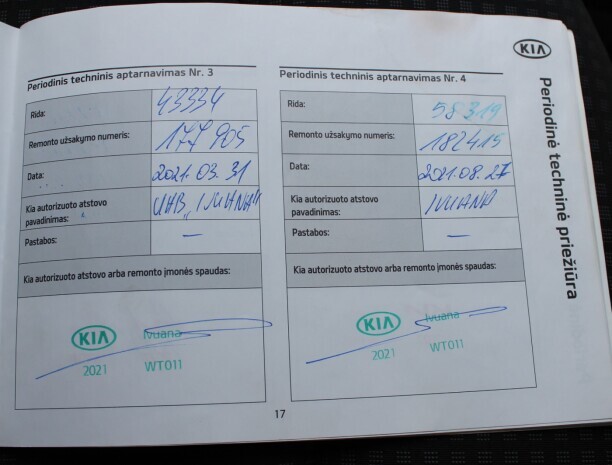 KIA
Periodinė techninė priežiūra
Periodinis techninis aptarnavimas Nr. 3
Rida: 43334
Remonto užsakymo numeris: 177 905
Data: 2021. 03. 31
Kia autorizuoto atstovo
pavadinimas: UAB „IVUANA"
Pastabos: —
Kia autorizuoto atstovo arba remonto įmonės spaudas:
KIA Ivuana
2021 WT011
Periodinis techninis aptarnavimas Nr. 4
Rida: 58319
Remonto užsakymo numeris: 182415
Data: 2021.08.27
Kia autorizuoto atstovo
pavadinimas: IVUANA
Pastabos: —
Kia autorizuoto atstovo arba remonto įmonės spaudas:
KIA Ivuana
2021 WT011
17